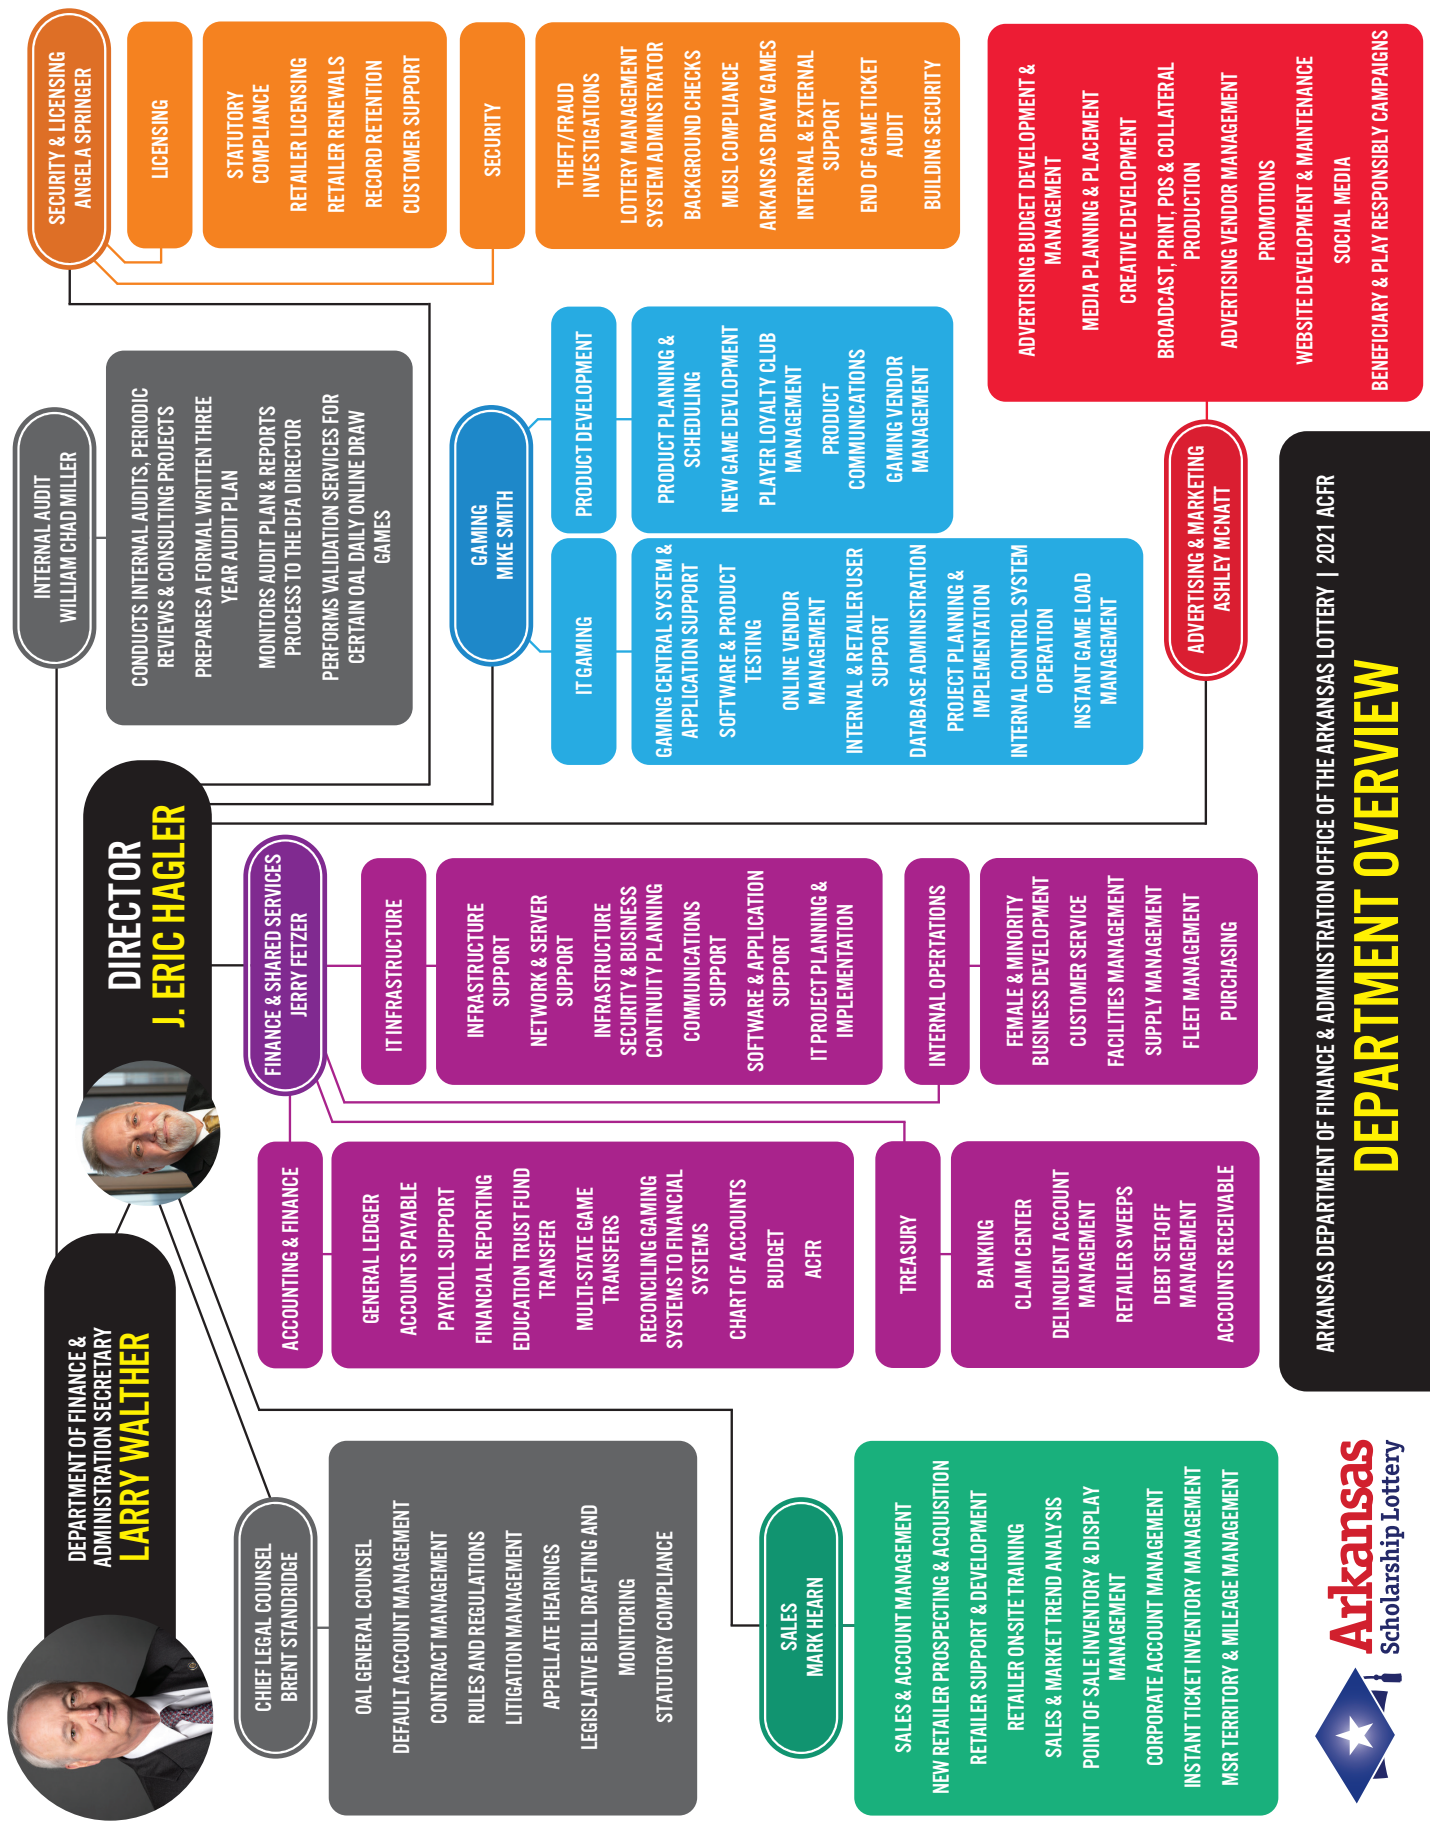 DEPARTMENT OF FINANCE &
ADMINISTRATION SECRETARY
LARRY WALTHER
DIRECTOR
J. ERIC HAGLER
INTERNAL AUDIT
WILLIAM CHAD MILLER
CONDUCTS INTERNAL AUDITS, PERIODIC
REVIEWS & CONSULTING PROJECTS
PREPARES A FORMAL WRITTEN THREE
YEAR AUDIT PLAN
MONITORS AUDIT PLAN & REPORTS
PROCESS TO THE DFA DIRECTOR
PERFORMS VALIDATION SERVICES FOR
CERTAIN OAL DAILY ONLINE DRAW
GAMES
SECURITY & LICENSING
ANGELA SPRINGER
LICENSING
STATUTORY
COMPLIANCE
RETAILER LICENSING
RETAILER RENEWALS
RECORD RETENTION
CUSTOMER SUPPORT
SECURITY
THEFT/FRAUD
INVESTIGATIONS
LOTTERY MANAGEMENT
SYSTEM ADMINSTRATOR
BACKGROUND CHECKS
MUSL COMPLIANCE
ARKANSAS DRAW GAMES
INTERNAL & EXTERNAL
SUPPORT
END OF GAME TICKET
AUDIT
BUILDING SECURITY
CHIEF LEGAL COUNSEL
BRENT STANDRIDGE
OAL GENERAL COUNSEL
DEFAULT ACCOUNT MANAGEMENT
CONTRACT MANAGEMENT
RULES AND REGULATIONS
LITIGATION MANAGEMENT
APPELLATE HEARINGS
LEGISLATIVE BILL DRAFTING AND
MONITORING
STATUTORY COMPLIANCE
FINANCE & SHARED SERVICES
JERRY FETZER
ACCOUNTING & FINANCE
GENERAL LEDGER
ACCOUNTS PAYABLE
PAYROLL SUPPORT
FINANCIAL REPORTING
EDUCATION TRUST FUND
TRANSFER
MULTI-STATE GAME
TRANSFERS
RECONCILING GAMING
SYSTEMS TO FINANCIAL
SYSTEMS
CHART OF ACCOUNTS
BUDGET
ACFR
IT INFRASTRUCTURE
INFRASTRUCTURE
SUPPORT
NETWORK & SERVER
SUPPORT
INFRASTRUCTURE
SECURITY & BUSINESS
CONTINUITY PLANNING
COMMUNICATIONS
SUPPORT
SOFTWARE & APPLICATION
SUPPORT
IT PROJECT PLANNING &
IMPLEMENTATION
GAMING
MIKE SMITH
IT GAMING
GAMING CENTRAL SYSTEM &
APPLICATION SUPPORT
SOFTWARE & PRODUCT
TESTING
ONLINE VENDOR
MANAGEMENT
INTERNAL & RETAILER USER
SUPPORT
DATABASE ADMINISTRATION
PROJECT PLANNING &
IMPLEMENTATION
INTERNAL CONTROL SYSTEM
OPERATION
INSTANT GAME LOAD
MANAGEMENT
PRODUCT DEVELOPMENT
PRODUCT PLANNING &
SCHEDULING
NEW GAME DEVLOPMENT
PLAYER LOYALTY CLUB
MANAGEMENT
PRODUCT
COMMUNICATIONS
GAMING VENDOR
MANAGEMENT
SALES
MARK HEARN
SALES & ACCOUNT MANAGEMENT
NEW RETAILER PROSPECTING & ACQUISITION
RETAILER SUPPORT & DEVELOPMENT
RETAILER ON-SITE TRAINING
SALES & MARKET TREND ANALYSIS
POINT OF SALE INVENTORY & DISPLAY
MANAGEMENT
CORPORATE ACCOUNT MANAGEMENT
INSTANT TICKET INVENTORY MANAGEMENT
MSR TERRITORY & MILEAGE MANAGEMENT
TREASURY
BANKING
CLAIM CENTER
DELINQUENT ACCOUNT
MANAGEMENT
RETAILER SWEEPS
DEBT SET-OFF
MANAGEMENT
ACCOUNTS RECEIVABLE
INTERNAL OPERTATIONS
FEMALE & MINORITY
BUSINESS DEVELOPMENT
CUSTOMER SERVICE
FACILITIES MANAGEMENT
SUPPLY MANAGEMENT
FLEET MANAGEMENT
PURCHASING
ADVERTISING & MARKETING
ASHLEY MCNATT
ADVERTISING BUDGET DEVELOPMENT &
MANAGEMENT
MEDIA PLANNING & PLACEMENT
CREATIVE DEVELOPMENT
BROADCAST, PRINT, POS & COLLATERAL
PRODUCTION
ADVERTISING VENDOR MANAGEMENT
PROMOTIONS
WEBSITE DEVELOPMENT & MAINTENANCE
SOCIAL MEDIA
BENEFICIARY & PLAY RESPONSIBLY CAMPAIGNS
Arkansas
Scholarship Lottery
ARKANSAS DEPARTMENT OF FINANCE & ADMINISTRATION OFFICE OF THE ARKANSAS LOTTERY | 2021 ACFR
DEPARTMENT OVERVIEW